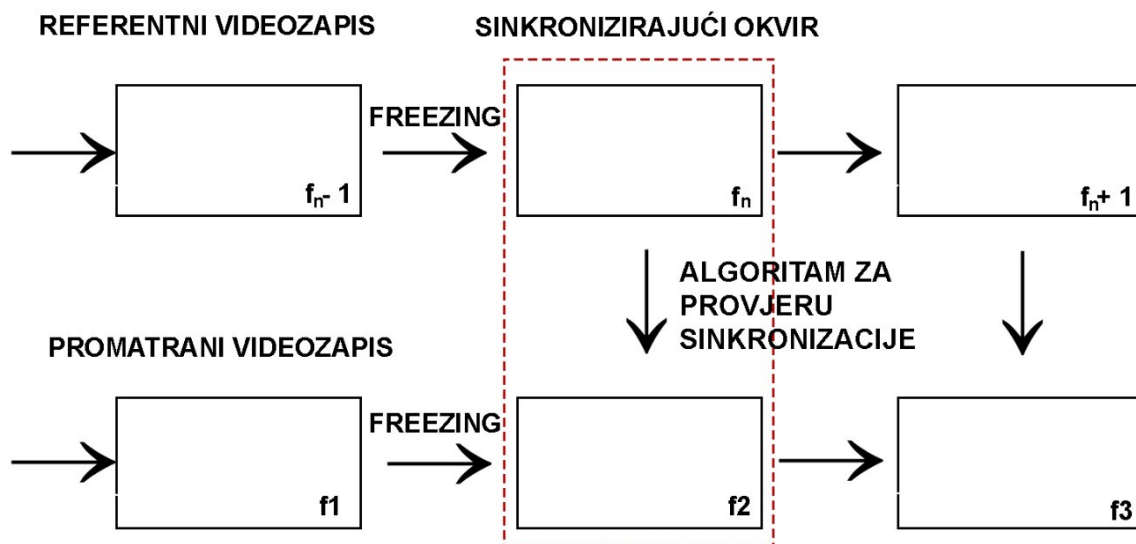 REFERENTNI VIDEOZAPIS
SINKRONIZIRAJUĆI OKVIR
FREEZING
fn- 1
fn
fn+ 1
ALGORITAM ZA
PROVJERU
SINKRONIZACIJE
PROMATRANI VIDEOZAPIS
FREEZING
f1
f2
f3